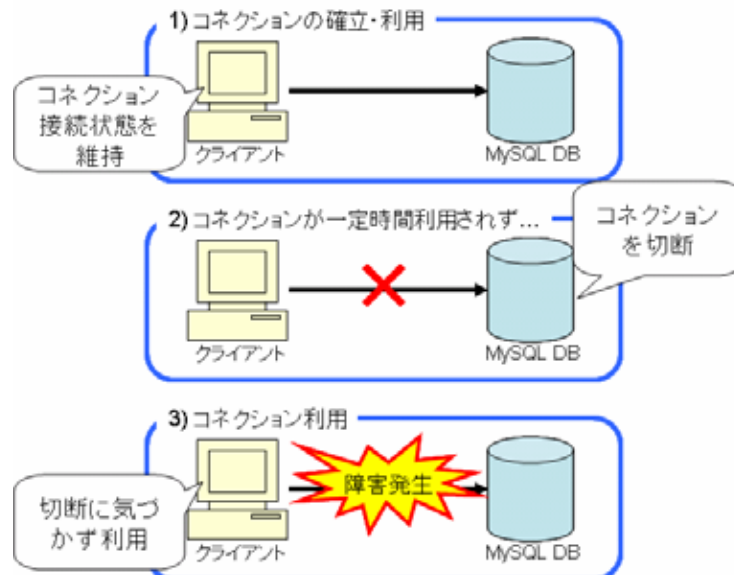 1)コネクションの確立・利用
コネクション
接続状態を
維持
クライアント
MySQL DB
2)コネクションが一定時間利用されず…
コネクション
を切断
クライアント
MySQL DB
3)コネクション利用
障害発生
切断に気づ
かず利用
クライアント
MySQL DB